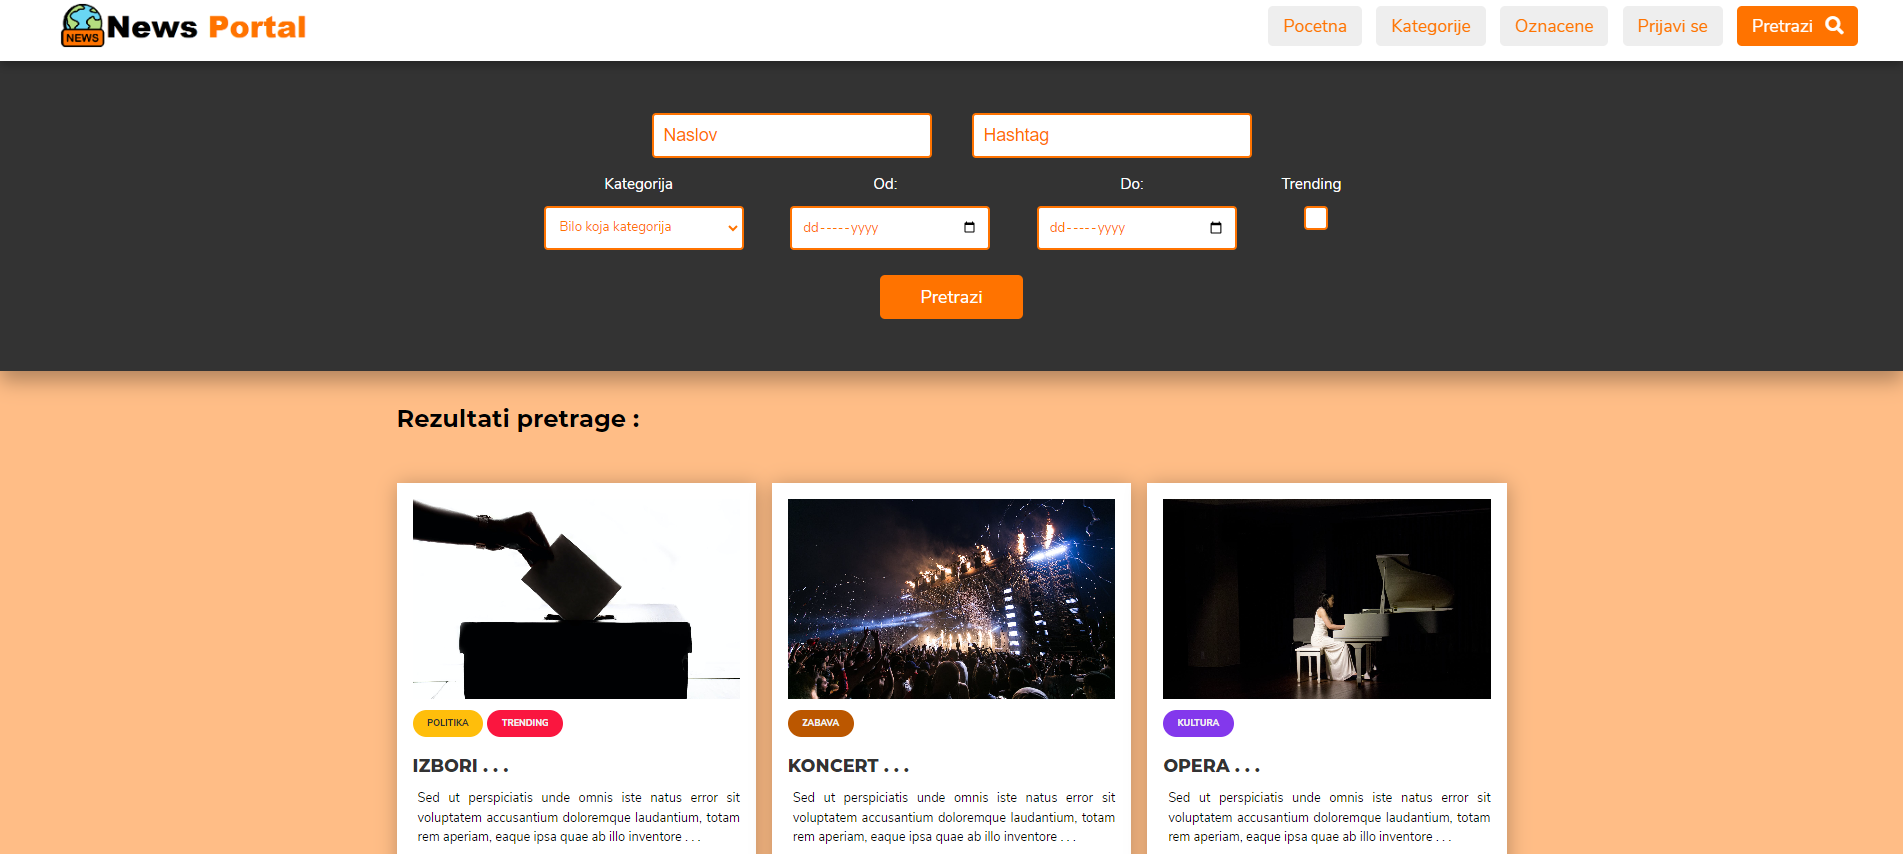 NEWS News Portal Pocetna Kategorije Oznacene Prijavi se Pretrazi
Naslov Hashtag
Kategorija Od: Do: Trending
Bilo koja kategorija dd-----yyyy dd-----yyyy
Pretrazi
Rezultati pretrage :
POLITIKA TRENDING
IZBORI . . .
Sed ut perspiciatis unde omnis iste natus error sit
voluptatem accusantium doloremque laudantium, totam
rem aperiam, eaque ipsa quae ab illo inventore . . .
ZABAVA
KONCERT . . .
Sed ut perspiciatis unde omnis iste natus error sit
voluptatem accusantium doloremque laudantium, totam
rem aperiam, eaque ipsa quae ab illo inventore . . .
KULTURA
OPERA . . .
Sed ut perspiciatis unde omnis iste natus error sit
voluptatem accusantium doloremque laudantium, totam
rem aperiam, eaque ipsa quae ab illo inventore . . .